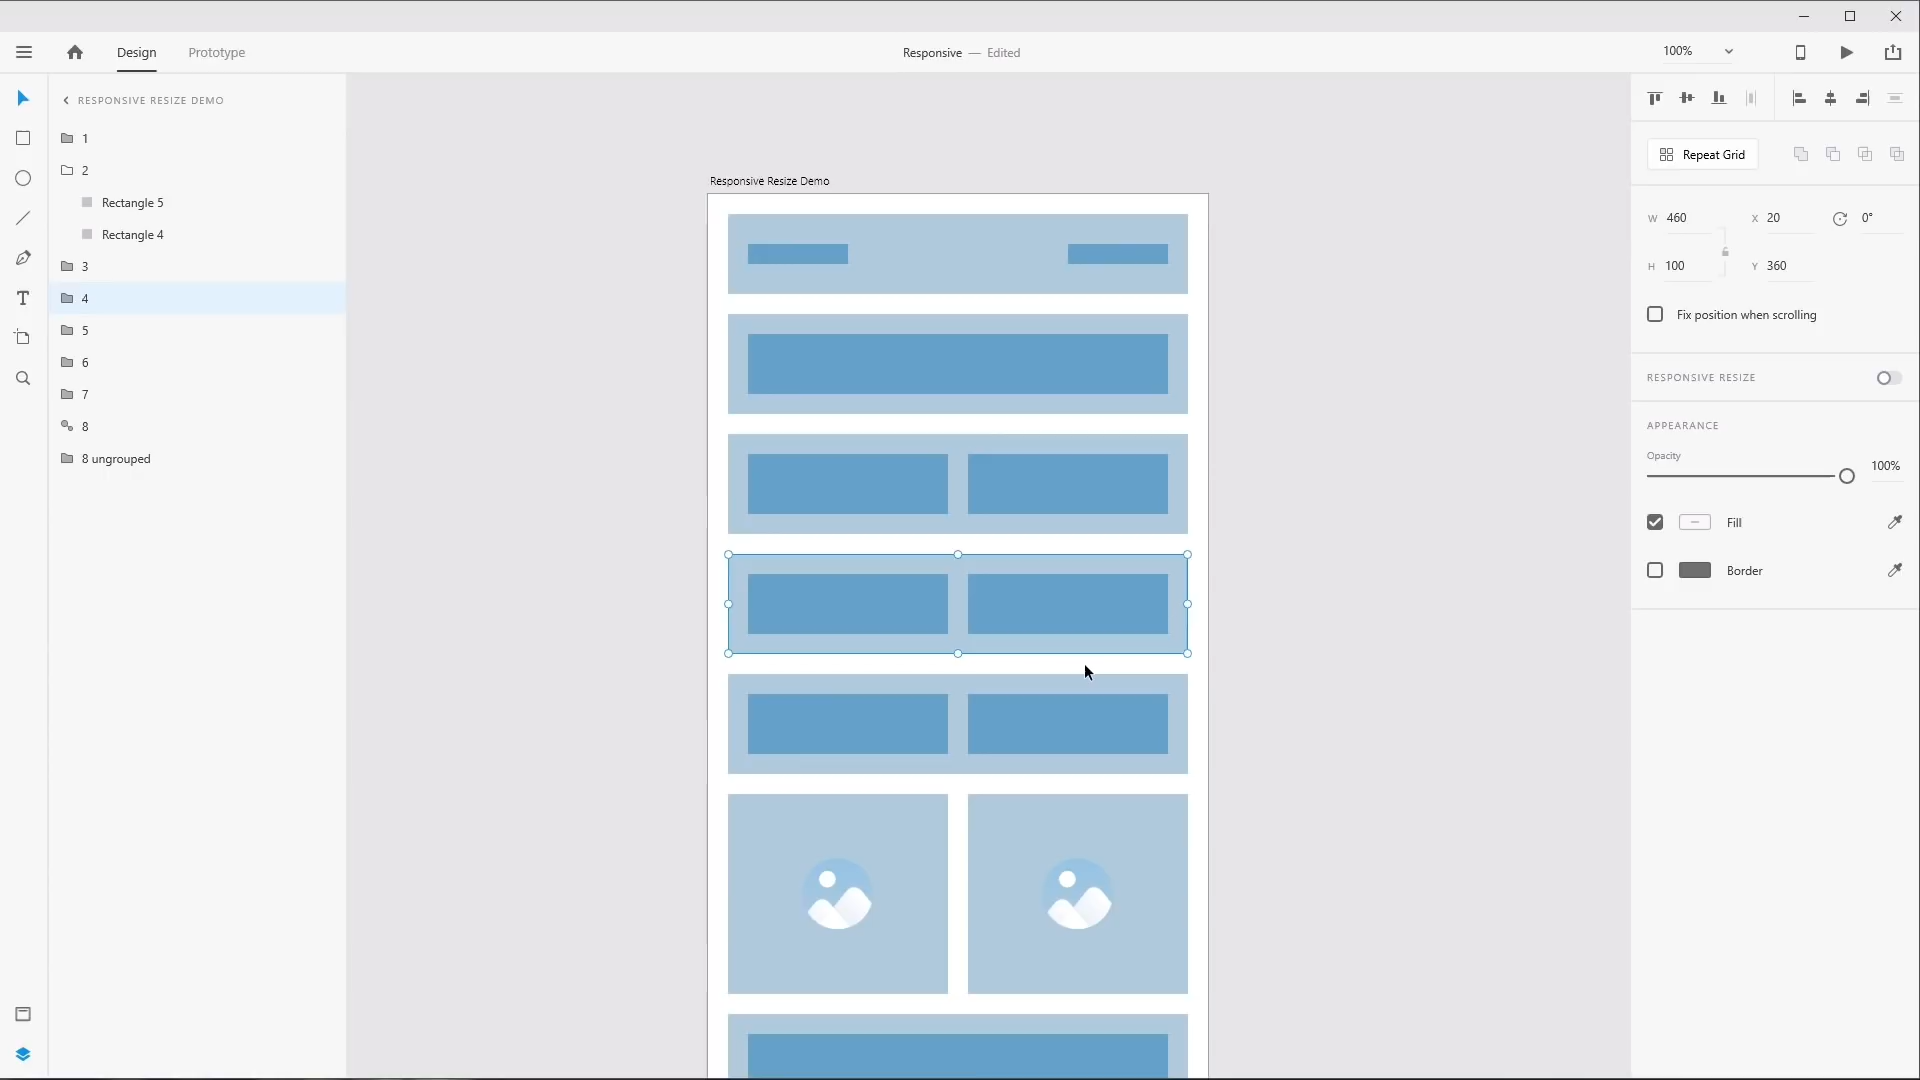 Design
Prototype
Responsive — Edited
100%
RESPONSIVE RESIZE DEMO
1
2
Rectangle 5
Rectangle 4
3
4
5
6
7
8
8 ungrouped
Responsive Resize Demo
Repeat Grid
W 460
X 20
0°
H 100
Y 360
Fix position when scrolling
RESPONSIVE RESIZE
APPEARANCE
Opacity
100%
Fill
Border